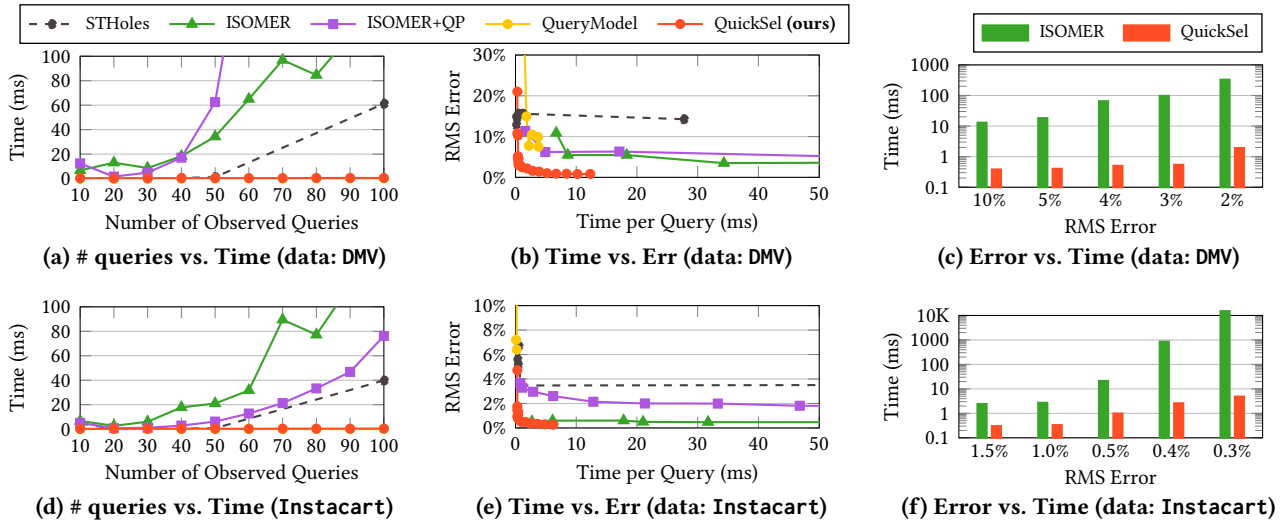 STHoles ISOMER ISOMER+QP QueryModel QuickSel (ours)
100
80
60
40
20
0
Time (ms)
10 20 30 40 50 60 70 80 90 100
Number of Observed Queries
(a) # queries vs. Time (data: DMV)
30%
20%
10%
0%
RMS Error
0 10 20 30 40 50
Time per Query (ms)
(b) Time vs. Err (data: DMV)
ISOMER QuickSel
1000
100
10
1
0.1
Time (ms)
10% 5% 4% 3% 2%
RMS Error
(c) Error vs. Time (data: DMV)
100
80
60
40
20
0
Time (ms)
10 20 30 40 50 60 70 80 90 100
Number of Observed Queries
(d) # queries vs. Time (Instacart)
10%
8%
6%
4%
2%
0%
RMS Error
0 10 20 30 40 50
Time per Query (ms)
(e) Time vs. Err (data: Instacart)
10K
1000
100
10
1
0.1
Time (ms)
1.5% 1.0% 0.5% 0.4% 0.3%
RMS Error
(f) Error vs. Time (data: Instacart)